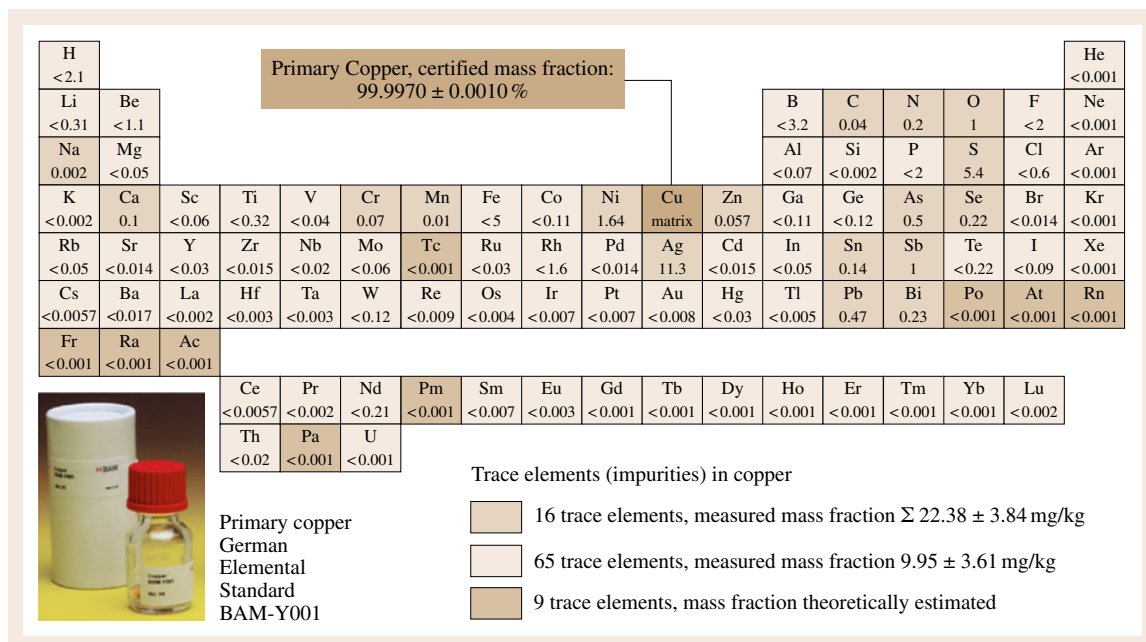 H He
<2.1 <0.001
Primary Copper, certified mass fraction:
99.9970 ± 0.0010 %
Li Be B C N O F Ne
<0.31 <1.1 <3.2 0.04 0.2 1 <2 <0.001
Na Mg Al Si P S Cl Ar
0.002 <0.05 <0.07 <0.002 <2 5.4 <0.6 <0.001
K Ca Sc Ti V Cr Mn Fe Co Ni Cu Zn Ga Ge As Se Br Kr
<0.002 0.1 <0.06 <0.32 <0.04 0.07 0.01 <5 <0.11 1.64 matrix 0.057 <0.11 <0.12 0.5 0.22 <0.014 <0.001
Rb Sr Y Zr Nb Mo Tc Ru Rh Pd Ag Cd In Sn Sb Te I Xe
<0.05 <0.014 <0.03 <0.015 <0.02 <0.06 <0.001 <0.03 <1.6 <0.014 11.3 <0.015 <0.05 0.14 1 <0.22 <0.09 <0.001
Cs Ba La Hf Ta W Re Os Ir Pt Au Hg Tl Pb Bi Po At Rn
<0.0057 <0.017 <0.002 <0.003 <0.003 <0.12 <0.009 <0.004 <0.007 <0.007 <0.008 <0.03 <0.005 0.47 0.23 <0.001 <0.001 <0.001
Fr Ra Ac
<0.001 <0.001 <0.001
Ce Pr Nd Pm Sm Eu Gd Tb Dy Ho Er Tm Yb Lu
<0.0057 <0.002 <0.21 <0.001 <0.007 <0.003 <0.001 <0.001 <0.001 <0.001 <0.001 <0.001 <0.001 <0.002
Th Pa U
<0.02 <0.001 <0.001
Copper
BAM-Y001
BAM
Copper
BAM-Y001
Primary copper
German
Elemental
Standard
BAM-Y001
Trace elements (impurities) in copper
16 trace elements, measured mass fraction Σ 22.38 ± 3.84 mg/kg
65 trace elements, measured mass fraction 9.95 ± 3.61 mg/kg
9 trace elements, mass fraction theoretically estimated